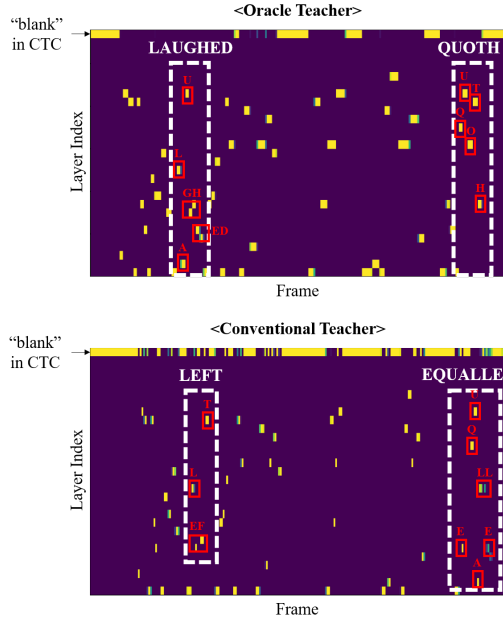 <Oracle Teacher>
“blank”
in CTC
LAUGHED
QUOTH
U
U
T
Q
O
L
GH
H
ED
A
Layer Index
Frame
<Conventional Teacher>
“blank”
in CTC
LEFT
EQUALLE
T
U
Q
L
LL
EF
E
E
A
Layer Index
Frame